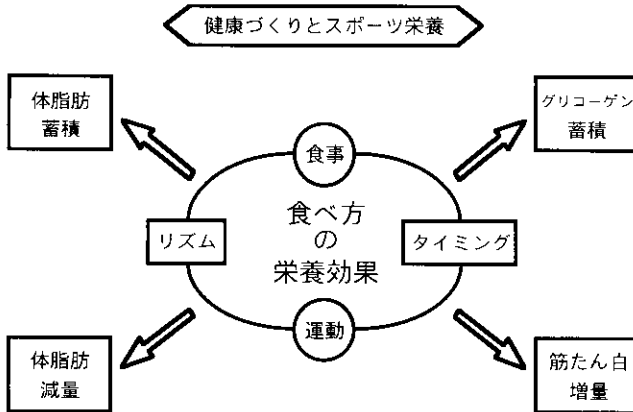 健康づくりとスポーツ栄養
体脂肪
蓄積
グリコーゲン
蓄積
食事
リズム
食べ方
の
栄養効果
タイミング
運動
体脂肪
減量
筋たん白
増量